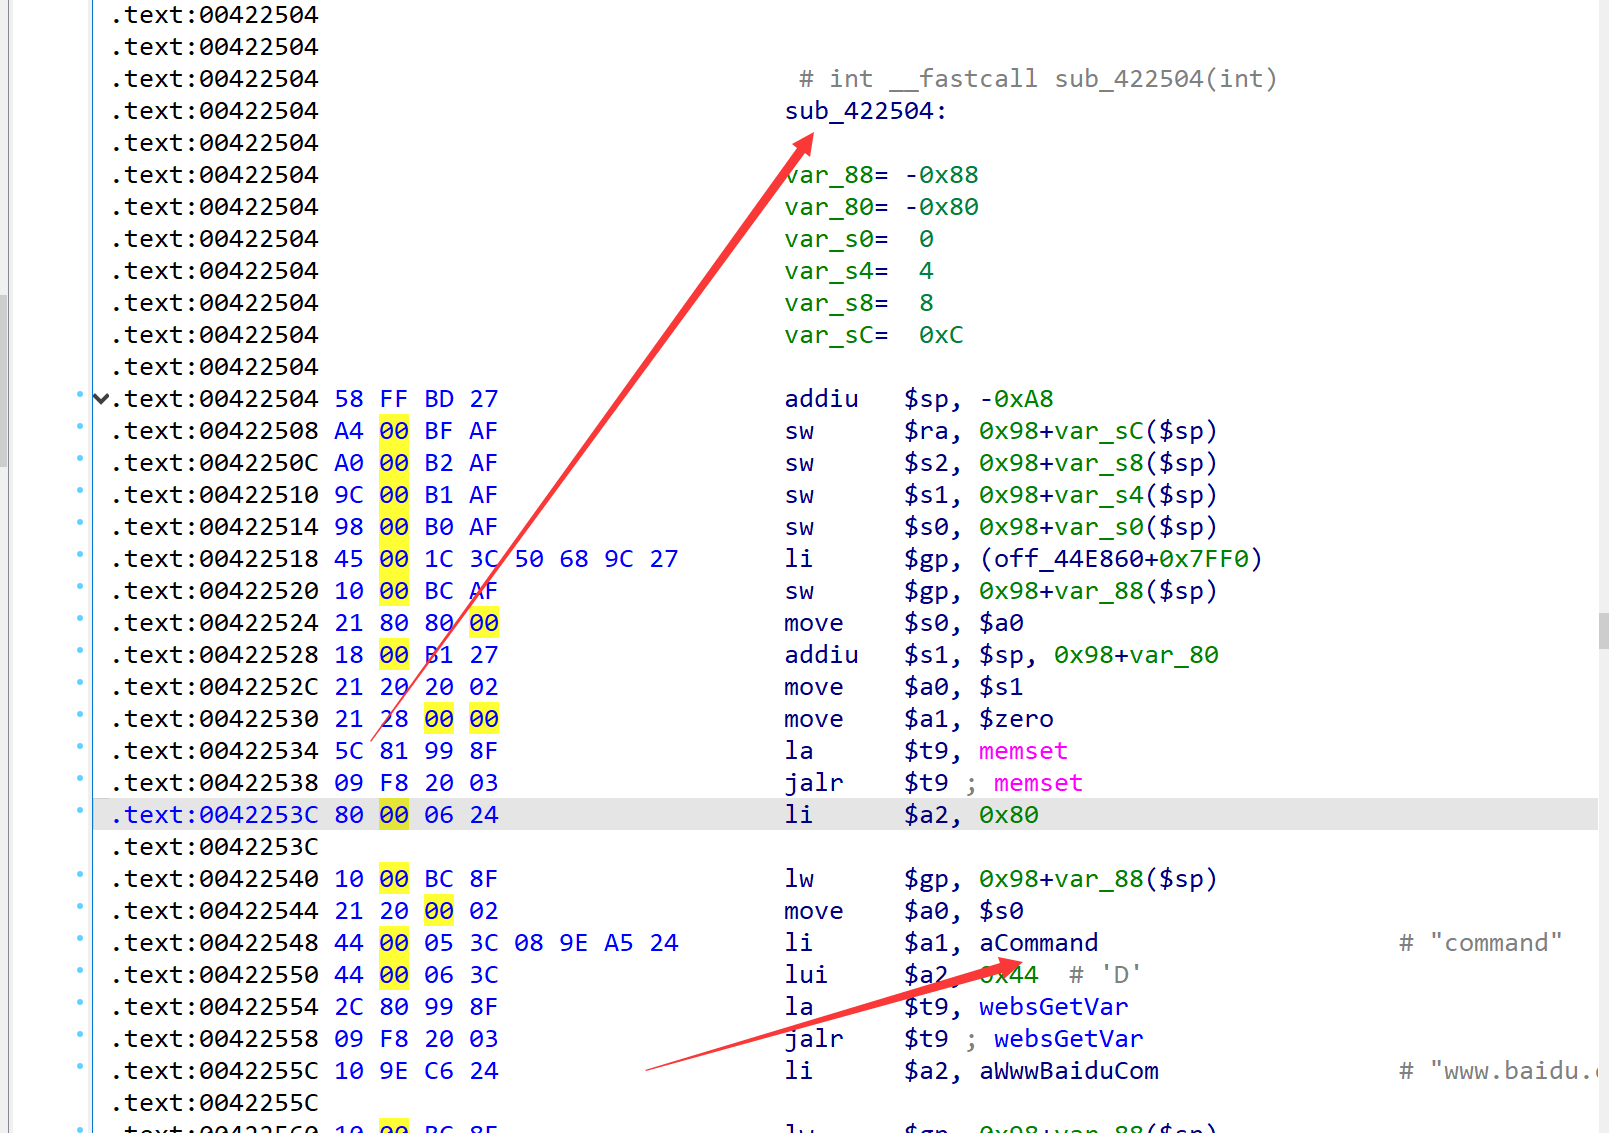 .text:00422504
.text:00422504
.text:00422504 # int __fastcall sub_422504(int)
.text:00422504 sub_422504:
.text:00422504
.text:00422504 var_88= -0x88
.text:00422504 var_80= -0x80
.text:00422504 var_s0= 0
.text:00422504 var_s4= 4
.text:00422504 var_s8= 8
.text:00422504 var_sC= 0xC
.text:00422504
.text:00422504 58 FF BD 27 addiu $sp, -0xA8
.text:00422508 A4 00 BF AF sw $ra, 0x98+var_sC($sp)
.text:0042250C A0 00 B2 AF sw $s2, 0x98+var_s8($sp)
.text:00422510 9C 00 B1 AF sw $s1, 0x98+var_s4($sp)
.text:00422514 98 00 B0 AF sw $s0, 0x98+var_s0($sp)
.text:00422518 45 00 1C 3C 50 68 9C 27 li $gp, (off_44E860+0x7FF0)
.text:00422520 10 00 BC AF sw $gp, 0x98+var_88($sp)
.text:00422524 21 80 80 00 move $s0, $a0
.text:00422528 18 00 B1 27 addiu $s1, $sp, 0x98+var_80
.text:0042252C 21 20 20 02 move $a0, $s1
.text:00422530 21 28 00 00 move $a1, $zero
.text:00422534 5C 81 99 8F la $t9, memset
.text:00422538 09 F8 20 03 jalr $t9 ; memset
.text:0042253C 80 00 06 24 li $a2, 0x80
.text:0042253C
.text:00422540 10 00 BC 8F lw $gp, 0x98+var_88($sp)
.text:00422544 21 20 00 02 move $a0, $s0
.text:00422548 44 00 05 3C 08 9E A5 24 li $a1, aCommand # "command"
.text:00422550 44 00 06 3C lui $a2, 0x44 # 'D'
.text:00422554 2C 80 99 8F la $t9, websGetVar
.text:00422558 09 F8 20 03 jalr $t9 ; websGetVar
.text:0042255C 10 9E C6 24 li $a2, aWwwBaiduCom # "www.baidu.
.text:0042255C
.text:00422560 10 00 BC 8F lw $gp, 0x98+var_88($sp)